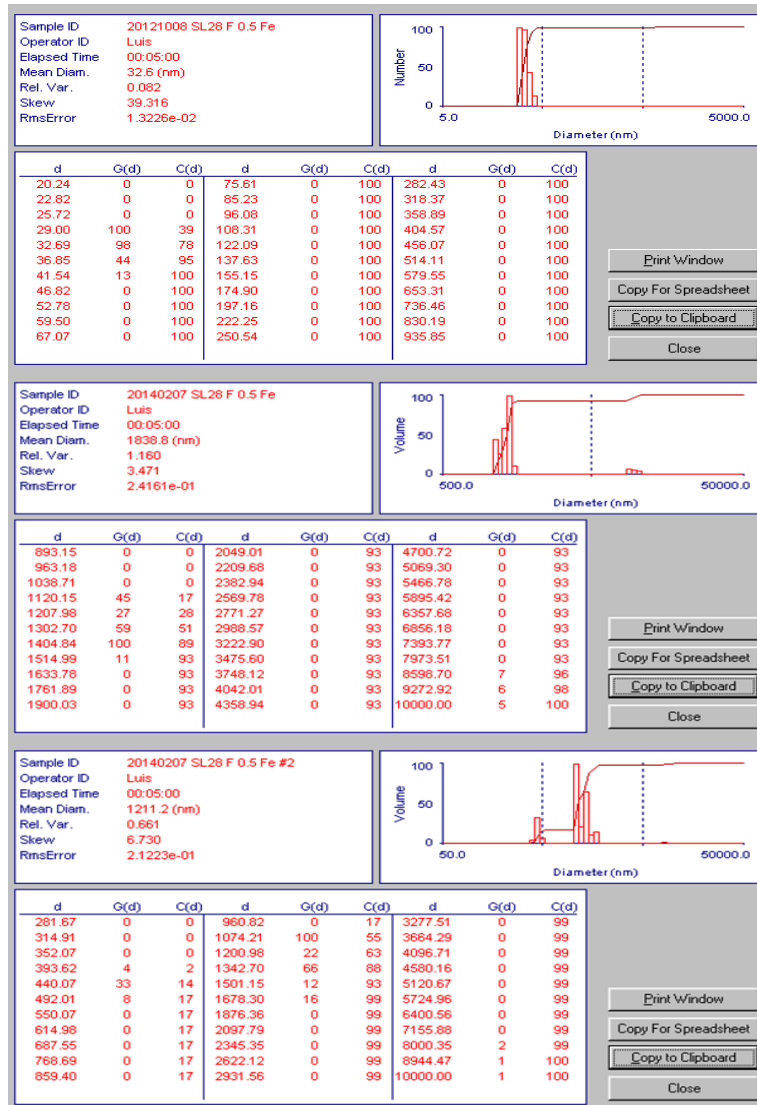 Sample ID 20121008 SL28 F 0.5 Fe
Operator ID Luis
Elapsed Time 00:05:00
Mean Diam. 32.6 (nm)
Rel. Var. 0.082
Skew 39.316
RmsError 1.3226e-02
Number
100
50
0
5.0 5000.0
Diameter (nm)
d G(d) C(d) d G(d) C(d) d G(d) C(d)
20.24 0 0 75.61 0 100 282.43 0 100
22.82 0 0 85.23 0 100 318.37 0 100
25.72 0 0 96.08 0 100 358.89 0 100
29.00 100 39 108.31 0 100 404.57 0 100
32.69 98 78 122.09 0 100 456.07 0 100
36.85 44 95 137.63 0 100 514.11 0 100
41.54 13 100 155.15 0 100 579.55 0 100
46.82 0 100 174.90 0 100 653.31 0 100
52.78 0 100 197.16 0 100 736.46 0 100
59.50 0 100 222.25 0 100 830.19 0 100
67.07 0 100 250.54 0 100 935.85 0 100
Print Window
Copy For Spreadsheet
Copy to Clipboard
Close
Sample ID 20140207 SL28 F 0.5 Fe
Operator ID Luis
Elapsed Time 00:05:00
Mean Diam. 1838.8 (nm)
Rel. Var. 1.160
Skew 3.471
RmsError 2.4161e-01
Volume
100
50
0
500.0 50000.0
Diameter (nm)
d G(d) C(d) d G(d) C(d) d G(d) C(d)
893.15 0 0 2049.01 0 93 4700.72 0 93
963.18 0 0 2209.68 0 93 5069.30 0 93
1038.71 0 0 2382.94 0 93 5466.78 0 93
1120.15 45 17 2569.78 0 93 5895.42 0 93
1207.98 27 28 2771.27 0 93 6357.68 0 93
1302.70 59 51 2988.57 0 93 6856.18 0 93
1404.84 100 89 3222.90 0 93 7393.77 0 93
1514.99 11 93 3475.60 0 93 7973.51 0 93
1633.78 0 93 3748.12 0 93 8598.70 7 96
1761.89 0 93 4042.01 0 93 9272.92 6 98
1900.03 0 93 4358.94 0 93 10000.00 5 100
Print Window
Copy For Spreadsheet
Copy to Clipboard
Close
Sample ID 20140207 SL28 F 0.5 Fe #2
Operator ID Luis
Elapsed Time 00:05:00
Mean Diam. 1211.2 (nm)
Rel. Var. 0.661
Skew 6.730
RmsError 2.1223e-01
Volume
100
50
0
50.0 50000.0
Diameter (nm)
d G(d) C(d) d G(d) C(d) d G(d) C(d)
281.67 0 0 960.82 0 17 3277.51 0 99
314.91 0 0 1074.21 100 55 3664.29 0 99
352.07 0 0 1200.98 22 63 4096.71 0 99
393.62 4 2 1342.70 66 88 4580.16 0 99
440.07 33 14 1501.15 12 93 5120.67 0 99
492.01 8 17 1678.30 16 99 5724.96 0 99
550.07 0 17 1876.36 0 99 6400.56 0 99
614.98 0 17 2097.79 0 99 7155.88 0 99
687.55 0 17 2345.35 0 99 8000.35 2 99
768.69 0 17 2622.12 0 99 8944.47 1 100
859.40 0 17 2931.56 0 99 10000.00 1 100
Print Window
Copy For Spreadsheet
Copy to Clipboard
Close